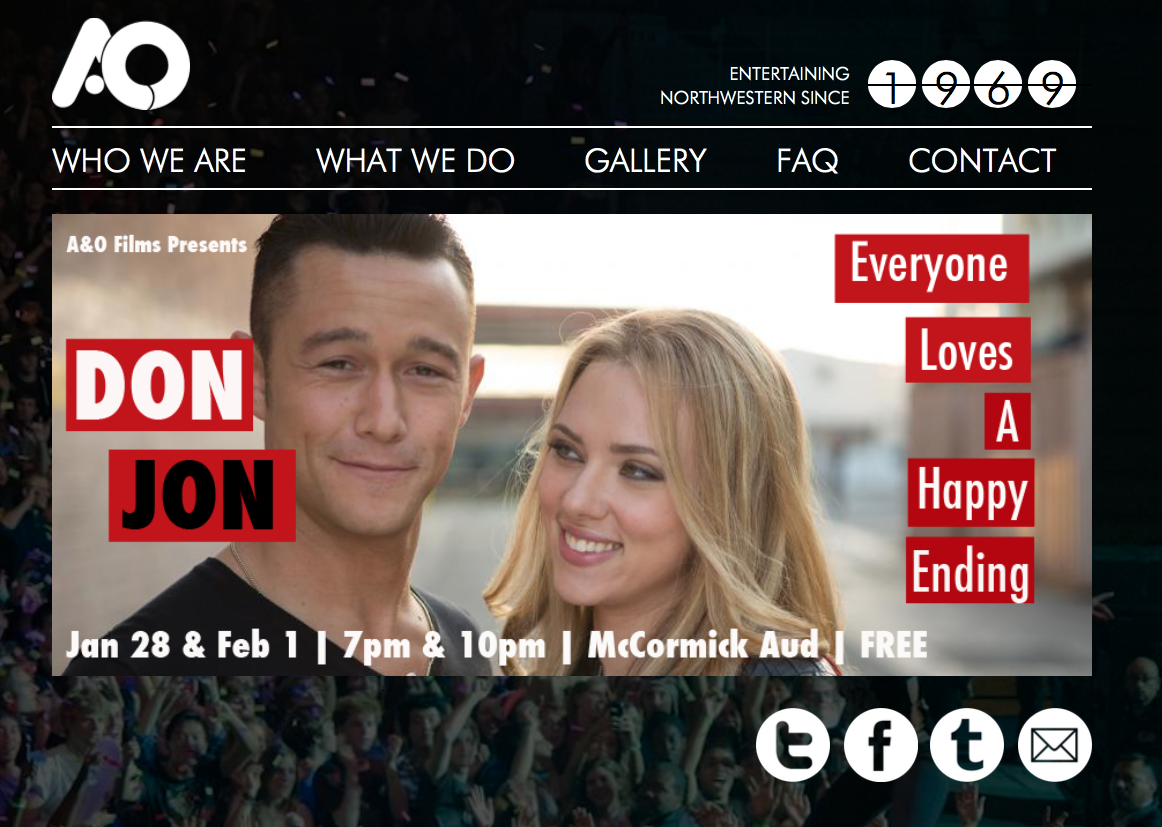 AO
ENTERTAINING
NORTHWESTERN SINCE
1969
WHO WE ARE WHAT WE DO GALLERY FAQ CONTACT
A&O Films Presents
DON
JON
Everyone
Loves
A
Happy
Ending
Jan 28 & Feb 1 | 7pm & 10pm | McCormick Aud | FREE
t f t